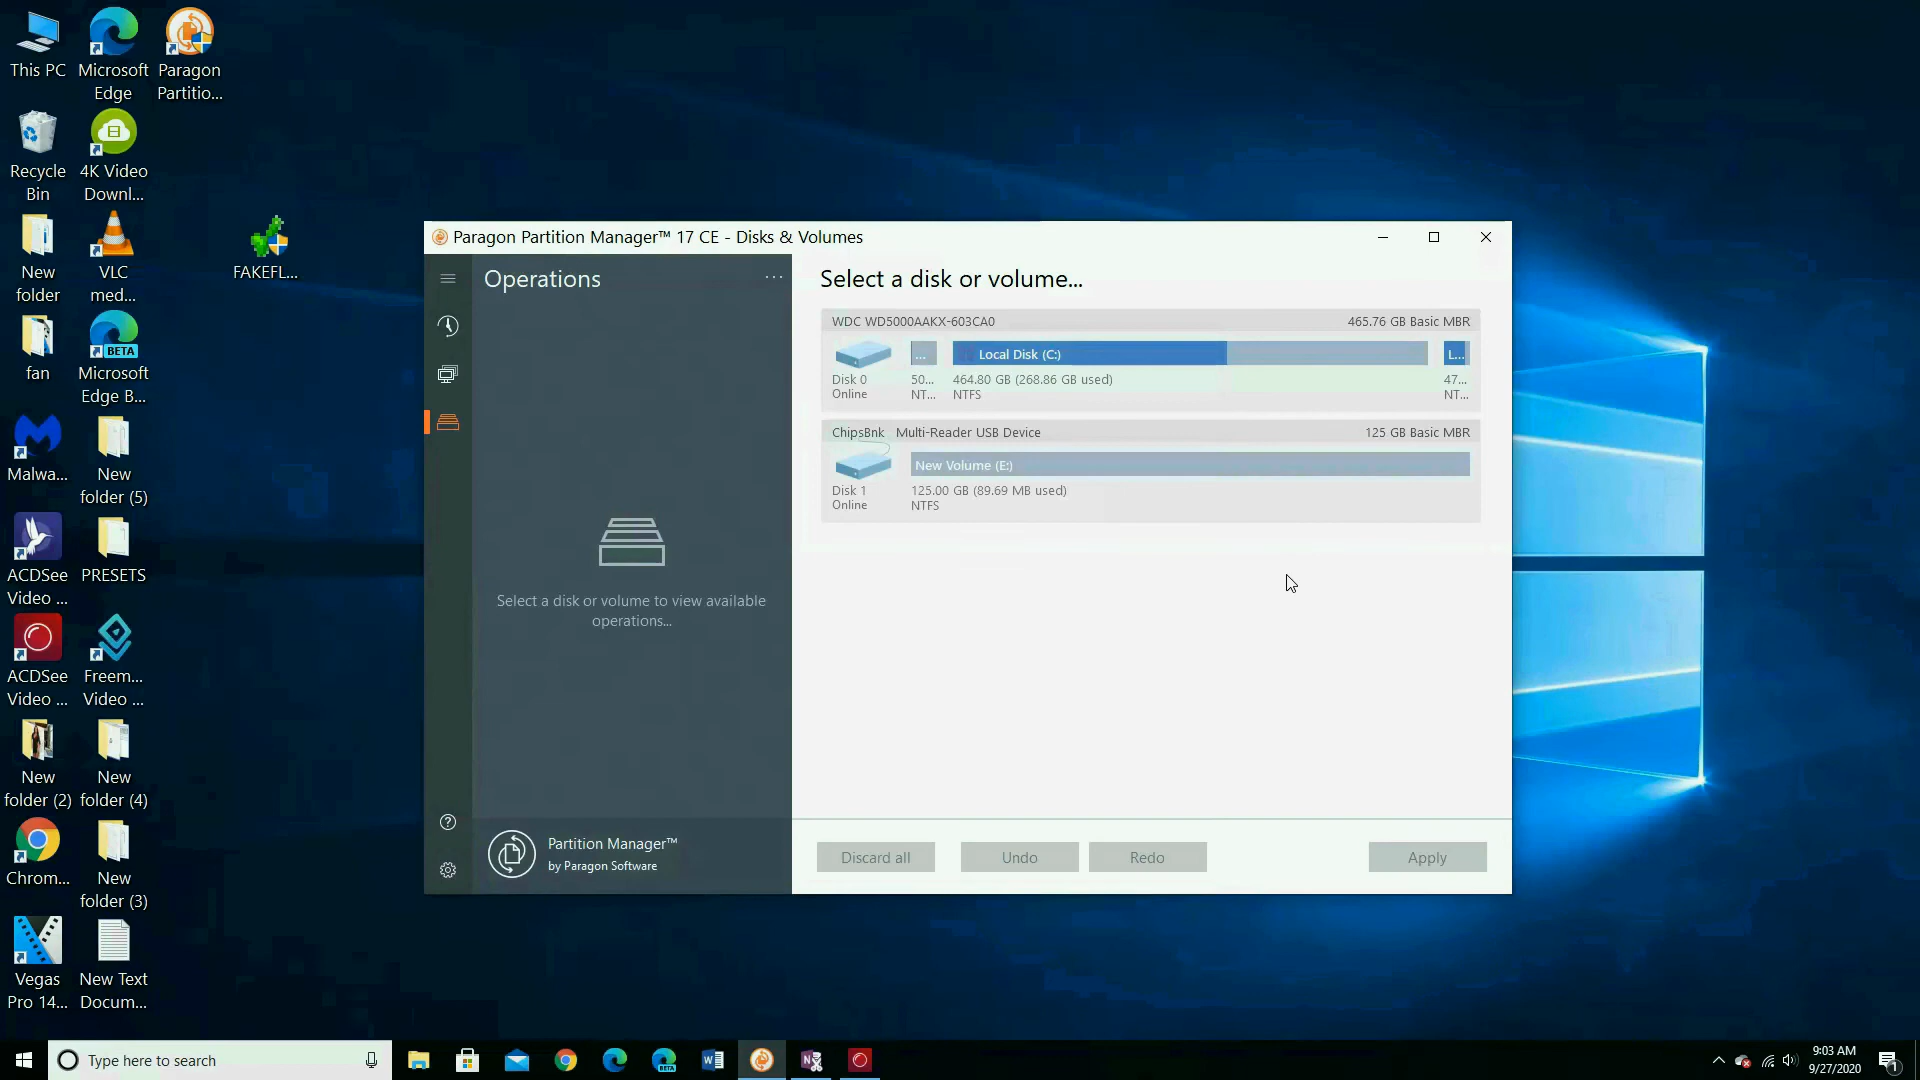 This PC
Microsoft
Edge
Paragon
Partitio...
Recycle
Bin
4K Video
Downl...
New
folder
VLC
med...
FAKEFL...
fan
BETA
Microsoft
Edge B...
Malwa...
New
folder (5)
ACDSee
Video ...
PRESETS
ACDSee
Video ...
Freem...
Video ...
New
folder (2)
New
folder (4)
Chrom...
New
folder (3)
Vegas
Pro 14...
New Text
Docum...
Paragon Partition Manager™ 17 CE - Disks & Volumes
Operations
...
Select a disk or volume to view available
operations...
Partition Manager™
by Paragon Software
Select a disk or volume...
WDC WD5000AAKX-603CA0
465.76 GB Basic MBR
Disk 0
Online
...
50...
NT...
Local Disk (C:)
464.80 GB (268.86 GB used)
NTFS
L...
47...
NT...
ChipsBnk Multi-Reader USB Device
125 GB Basic MBR
Disk 1
Online
New Volume (E:)
125.00 GB (89.69 MB used)
NTFS
Discard all
Undo
Redo
Apply
Type here to search
BETA
9:03 AM
9/27/2020
1